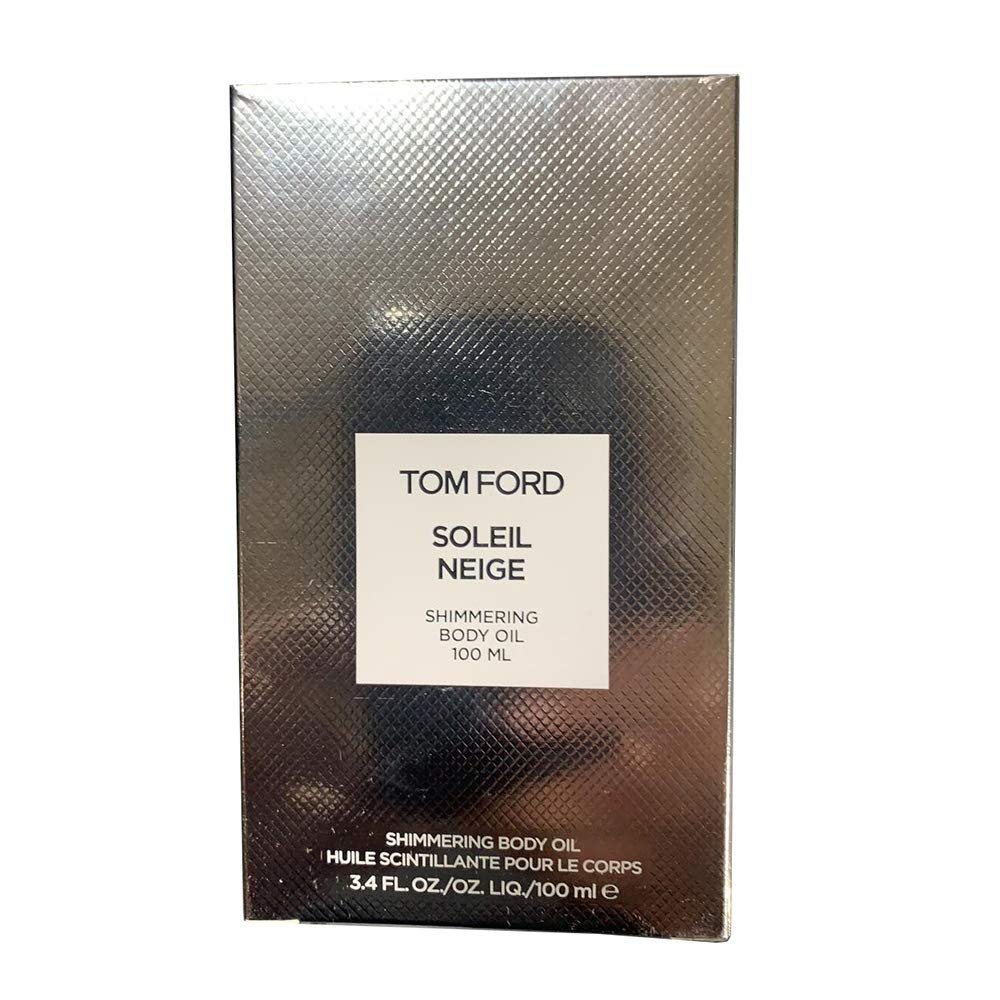 TOM FORD
SOLEIL
NEIGE
SHIMMERING
BODY OIL
100 ML
SHIMMERING BODY OIL
HUILE SCINTILLANTE POUR LE CORPS
3.4 FL. OZ./OZ. LIQ./100 ml ℮